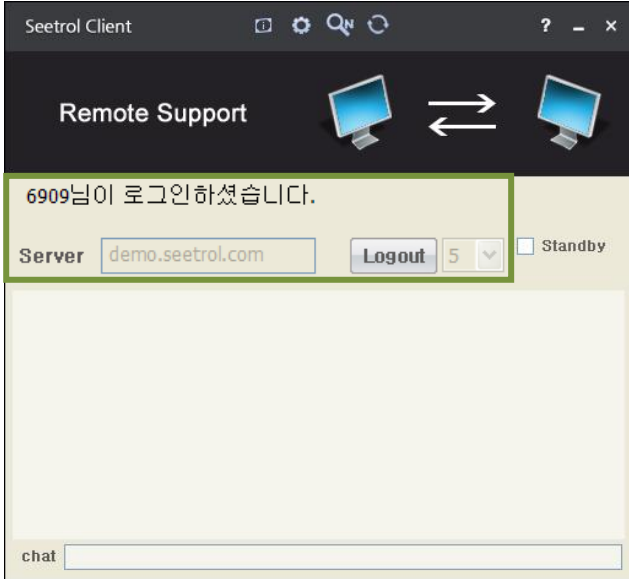 Seetrol Client
? – ×
Remote Support
6909님이 로그인하셨습니다.
Server demo.seetrol.com Logout 5 Standby
chat